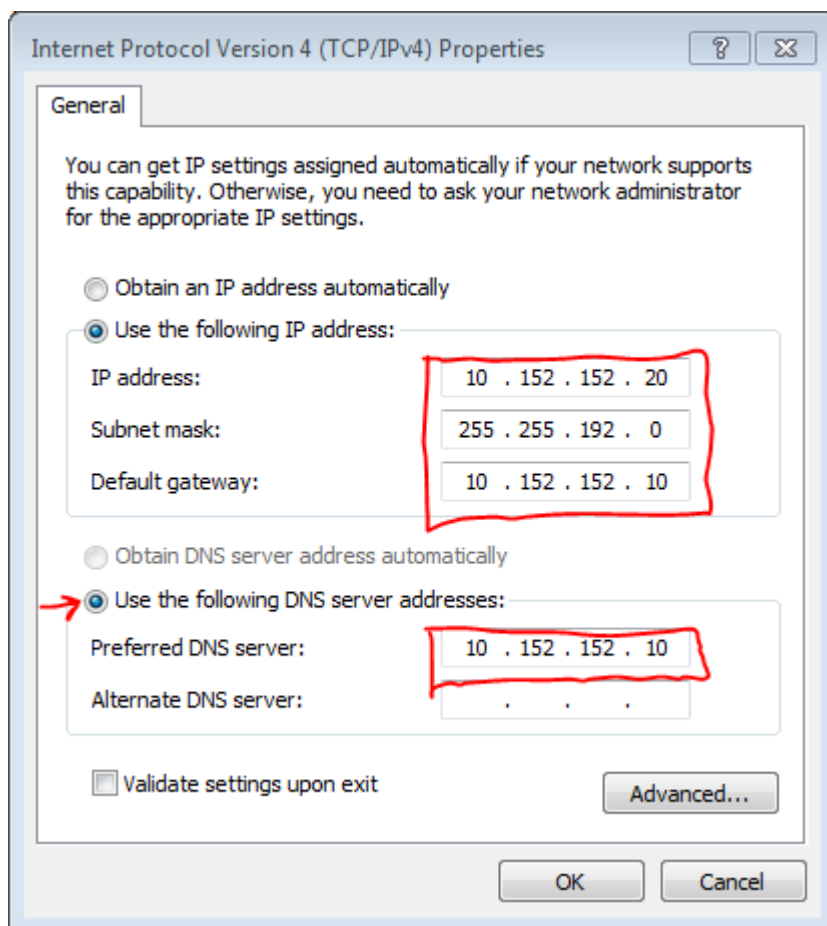 Internet Protocol Version 4 (TCP/IPv4) Properties
General
You can get IP settings assigned automatically if your network supports
this capability. Otherwise, you need to ask your network administrator
for the appropriate IP settings.
Obtain an IP address automatically
Use the following IP address:
IP address: 10 . 152 . 152 . 20
Subnet mask: 255 . 255 . 192 . 0
Default gateway: 10 . 152 . 152 . 10
Obtain DNS server address automatically
Use the following DNS server addresses:
Preferred DNS server: 10 . 152 . 152 . 10
Alternate DNS server: . . .
Validate settings upon exit
Advanced...
OK Cancel